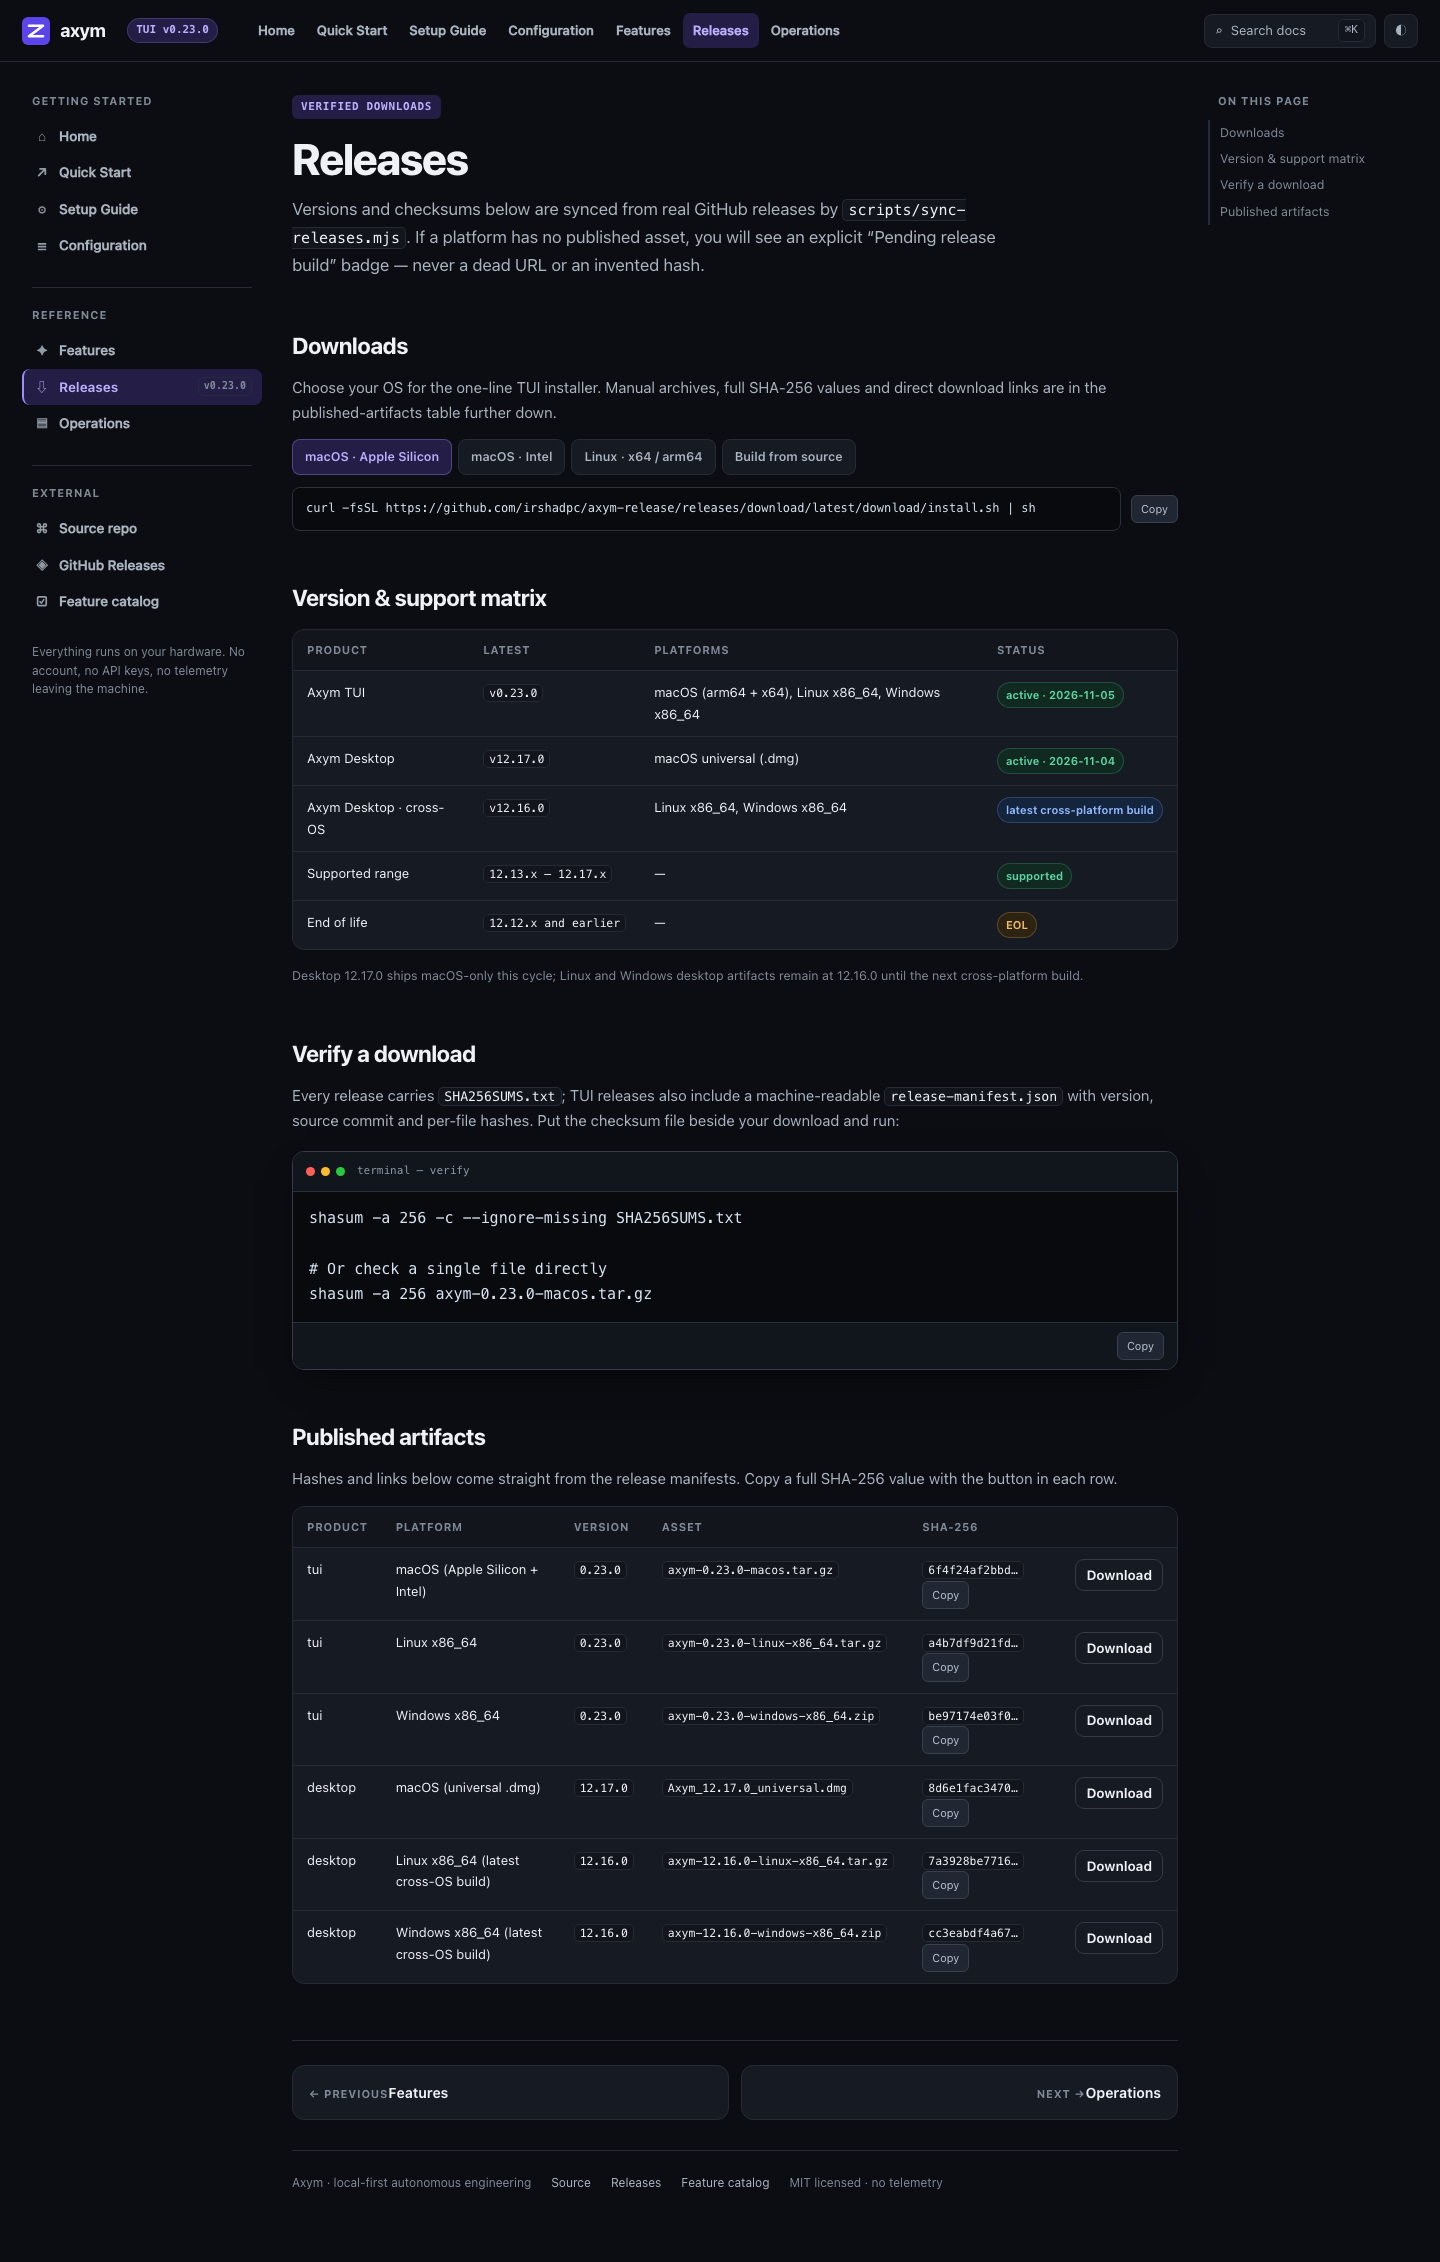 axym
TUI v0.23.0
Home
Quick Start
Setup Guide
Configuration
Features
Releases
Operations
Search docs
⌘K
GETTING STARTED
Home
Quick Start
Setup Guide
Configuration
REFERENCE
Features
Releases v0.23.0
Operations
EXTERNAL
Source repo
GitHub Releases
Feature catalog
Everything runs on your hardware. No
account, no API keys, no telemetry
leaving the machine.
VERIFIED DOWNLOADS
Releases
Versions and checksums below are synced from real GitHub releases by scripts/sync-
releases.mjs. If a platform has no published asset, you will see an explicit “Pending release
build” badge — never a dead URL or an invented hash.
Downloads
Choose your OS for the one-line TUI installer. Manual archives, full SHA-256 values and direct download links are in the
published-artifacts table further down.
macOS · Apple Silicon
macOS · Intel
Linux · x64 / arm64
Build from source
curl -fsSL https://github.com/irshadpc/axym-release/releases/download/latest/download/install.sh | sh
Copy
Version & support matrix
PRODUCT LATEST PLATFORMS STATUS
Axym TUI v0.23.0 macOS (arm64 + x64), Linux x86_64, Windows active · 2026-11-05
x86_64
Axym Desktop v12.17.0 macOS universal (.dmg) active · 2026-11-04
Axym Desktop · cross- v12.16.0 Linux x86_64, Windows x86_64 latest cross-platform build
OS
Supported range 12.13.x – 12.17.x — supported
End of life 12.12.x and earlier — EOL
Desktop 12.17.0 ships macOS-only this cycle; Linux and Windows desktop artifacts remain at 12.16.0 until the next cross-platform build.
Verify a download
Every release carries SHA256SUMS.txt; TUI releases also include a machine-readable release-manifest.json with version,
source commit and per-file hashes. Put the checksum file beside your download and run:
terminal — verify
shasum -a 256 -c --ignore-missing SHA256SUMS.txt
# Or check a single file directly
shasum -a 256 axym-0.23.0-macos.tar.gz
Copy
Published artifacts
Hashes and links below come straight from the release manifests. Copy a full SHA-256 value with the button in each row.
PRODUCT PLATFORM VERSION ASSET SHA-256
tui macOS (Apple Silicon + 0.23.0 axym-0.23.0-macos.tar.gz 6f4f24af2bbd… Download
Intel) Copy
tui Linux x86_64 0.23.0 axym-0.23.0-linux-x86_64.tar.gz a4b7df9d21fd… Download
Copy
tui Windows x86_64 0.23.0 axym-0.23.0-windows-x86_64.zip be97174e03f0… Download
Copy
desktop macOS (universal .dmg) 12.17.0 Axym_12.17.0_universal.dmg 8d6e1fac3470… Download
Copy
desktop Linux x86_64 (latest 12.16.0 axym-12.16.0-linux-x86_64.tar.gz 7a3928be7716… Download
cross-OS build) Copy
desktop Windows x86_64 (latest 12.16.0 axym-12.16.0-windows-x86_64.zip cc3eabdf4a67… Download
cross-OS build) Copy
← PREVIOUS Features
NEXT → Operations
Axym · local-first autonomous engineering Source Releases Feature catalog MIT licensed · no telemetry
ON THIS PAGE
Downloads
Version & support matrix
Verify a download
Published artifacts